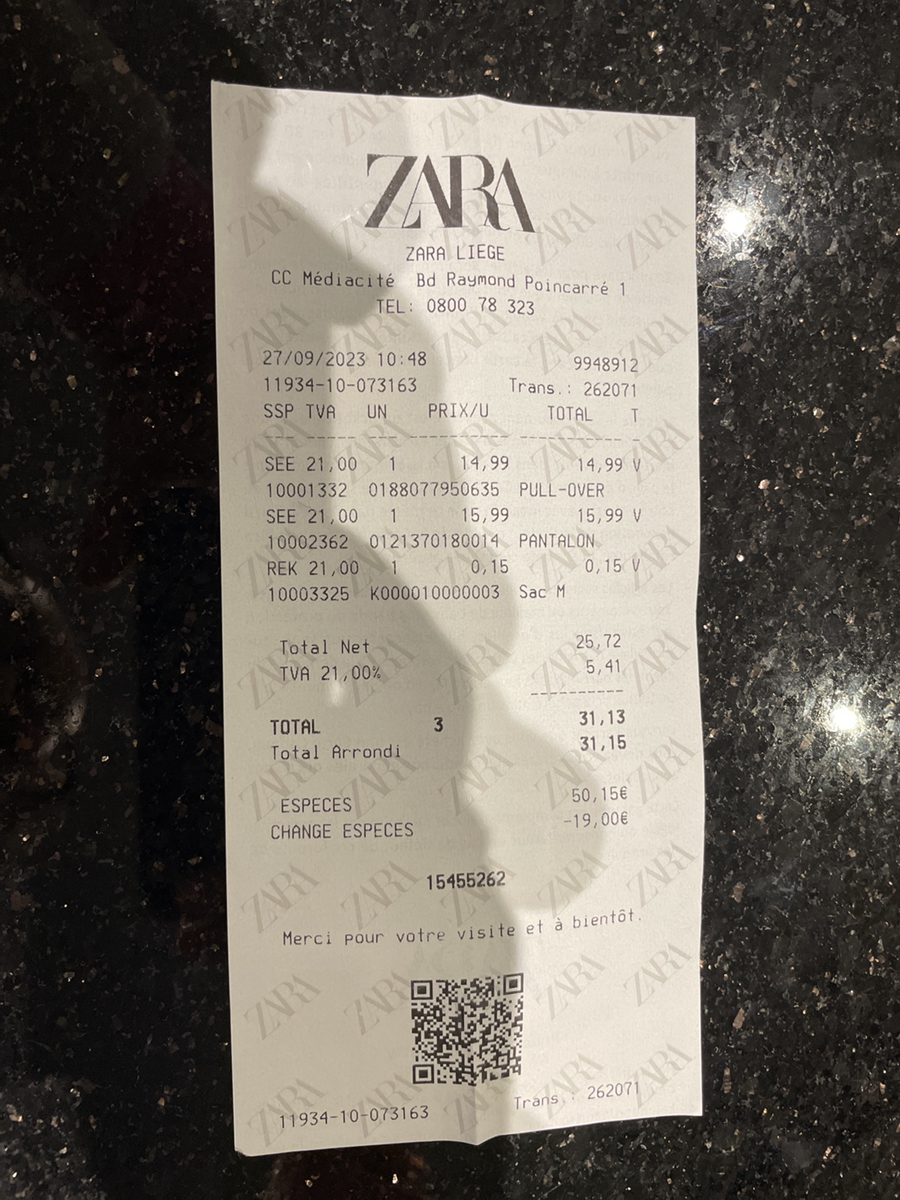 ZARA
ZARA LIEGE
CC Médiacité Bd Raymond Poincarré 1
TEL: 0800 78 323
27/09/2023 10:48 9948912
11934-10-073163 Trans.: 262071
SSP TVA UN PRIX/U TOTAL T
--- ----- --- ---------- ---------- -
SEE 21,00 1 14,99 14,99 V
10001332 0188077950635 PULL-OVER
SEE 21,00 1 15,99 15,99 V
10002362 0121370180014 PANTALON
REK 21,00 1 0,15 0,15 V
10003325 K000010000003 Sac M
Total Net 25,72
TVA 21,00% 5,41
----------
TOTAL 3 31,13
Total Arrondi 31,15
ESPECES 50,15€
CHANGE ESPECES -19,00€
15455262
Merci pour votre visite et à bientôt.
11934-10-073163 Trans.: 262071